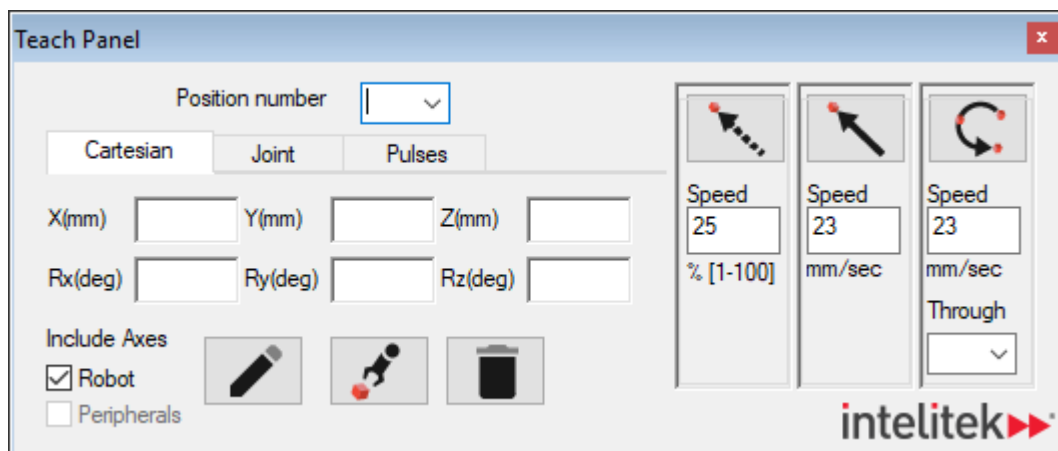 Teach Panel
x
Position number
Cartesian Joint Pulses
X(mm) Y(mm) Z(mm)
Rx(deg) Ry(deg) Rz(deg)
Include Axes
Robot
Peripherals
Speed
25
% [1-100]
Speed
23
mm/sec
Speed
23
mm/sec
Through
intelitek